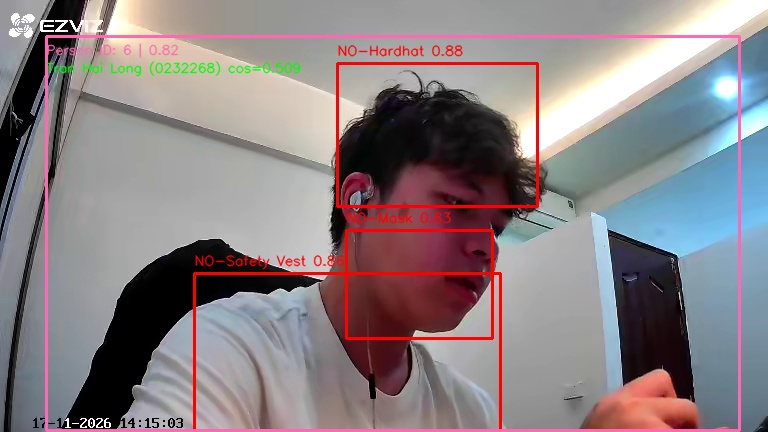 EZVIZ
Person ID: 6 | 0.82
Tran Hai Long (0232268) cos=0.509
NO-Hardhat 0.88
NO-Mask 0.83
NO-Safety Vest 0.86
17-11-2026 14:15:03